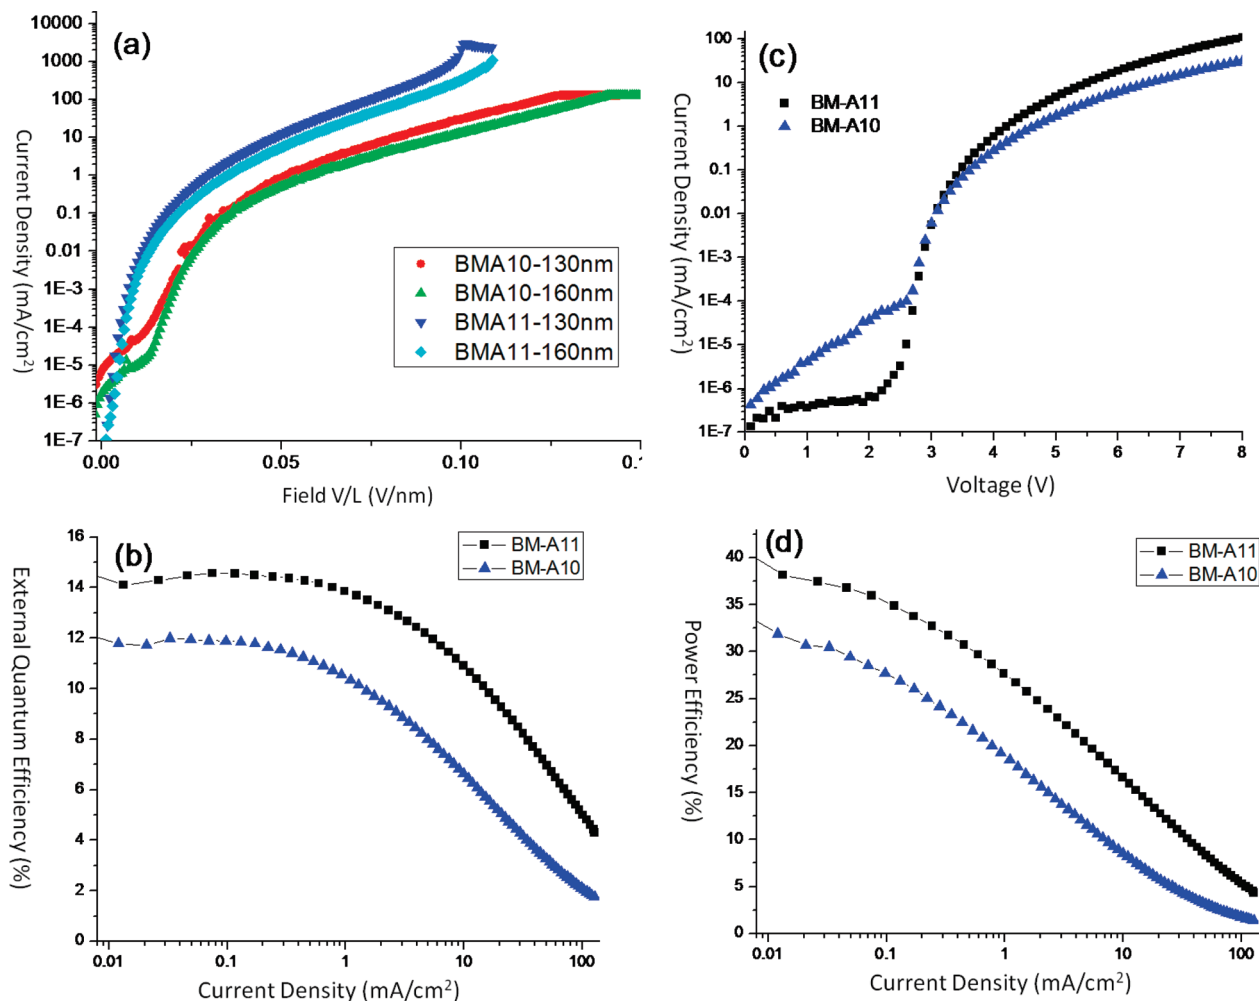 (a)
Current Density (mA/cm2)
10000
1000
100
10
1
0.1
0.01
1E-3
1E-4
1E-5
1E-6
1E-7
BMA10-130nm
BMA10-160nm
BMA11-130nm
BMA11-160nm
0.00
0.05
0.10
0.1
Field V/L (V/nm)
(c)
Current Density (mA/cm2)
100
10
1
0.1
0.01
1E-3
1E-4
1E-5
1E-6
1E-7
BM-A11
BM-A10
0
1
2
3
4
5
6
7
8
Voltage (V)
(b)
External Quantum Efficiency (%)
16
14
12
10
8
6
4
2
0
BM-A11
BM-A10
0.01
0.1
1
10
100
Current Density (mA/cm2)
(d)
Power Efficiency (%)
40
35
30
25
20
15
10
5
0
BM-A11
BM-A10
0.01
0.1
1
10
100
Current Density (mA/cm2)